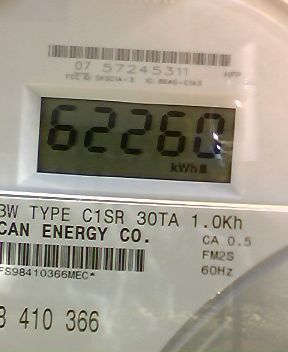 07 57245311 HPP
62260
kWh
3W TYPE C1SR 30TA 1.0Kh
CAN ENERGY CO.
CA 0.5
FM2S
60Hz
FS98410366MEC*
410 366